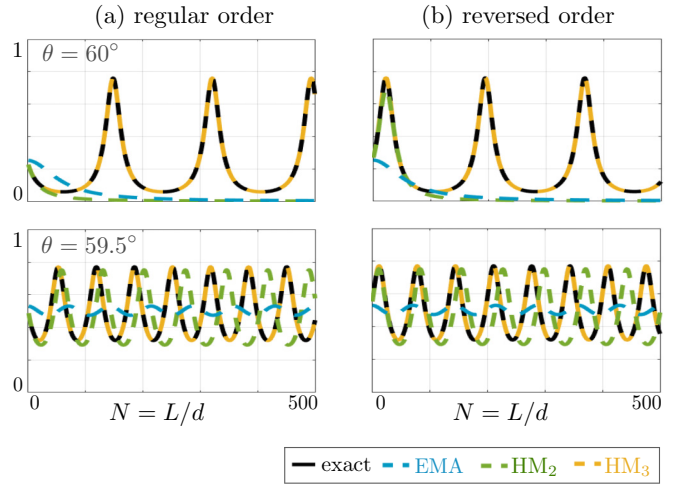 (a) regular order
(b) reversed order
1
θ = 60°
0
1
θ = 59.5°
0
0 N = L/d 500
0 N = L/d 500
exact EMA HM₂ HM₃